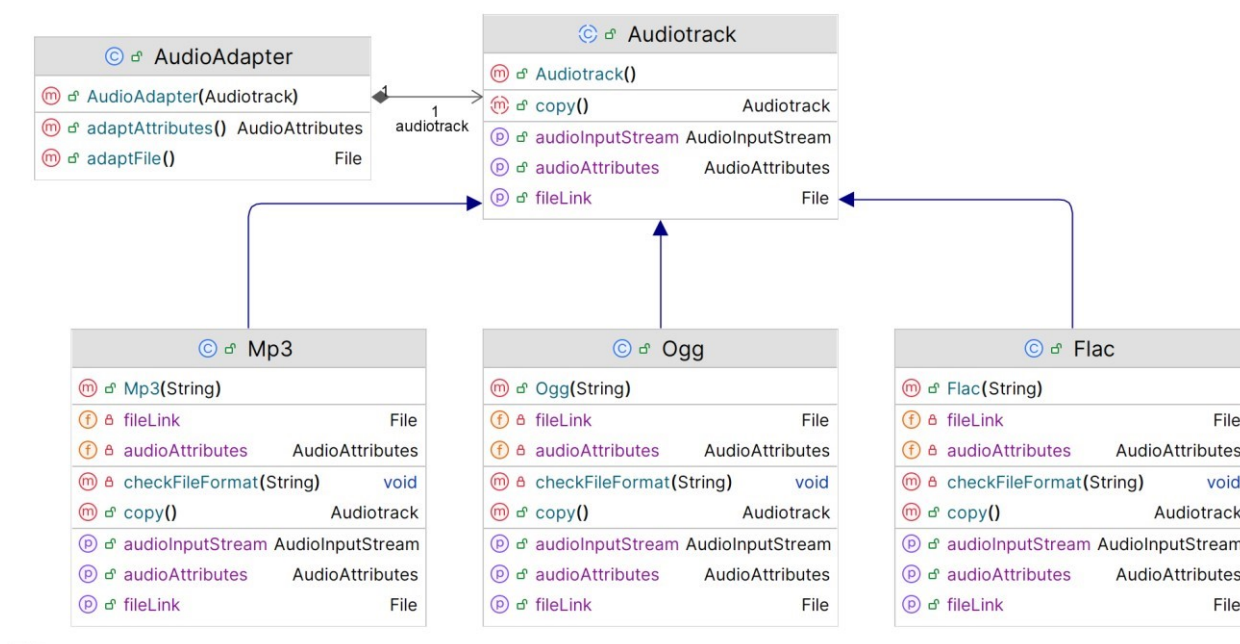 AudioAdapter
AudioAdapter(Audiotrack)
adaptAttributes() AudioAttributes
adaptFile() File
1
1
audiotrack
Audiotrack
Audiotrack()
copy() Audiotrack
audioInputStream AudioInputStream
audioAttributes AudioAttributes
fileLink File
Mp3
Mp3(String)
fileLink File
audioAttributes AudioAttributes
checkFileFormat(String) void
copy() Audiotrack
audioInputStream AudioInputStream
audioAttributes AudioAttributes
fileLink File
Ogg
Ogg(String)
fileLink File
audioAttributes AudioAttributes
checkFileFormat(String) void
copy() Audiotrack
audioInputStream AudioInputStream
audioAttributes AudioAttributes
fileLink File
Flac
Flac(String)
fileLink File
audioAttributes AudioAttributes
checkFileFormat(String) void
copy() Audiotrack
audioInputStream AudioInputStream
audioAttributes AudioAttributes
fileLink File